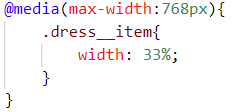 @media(max-width:768px){
    .dress__item{
        width: 33%;
    }
}